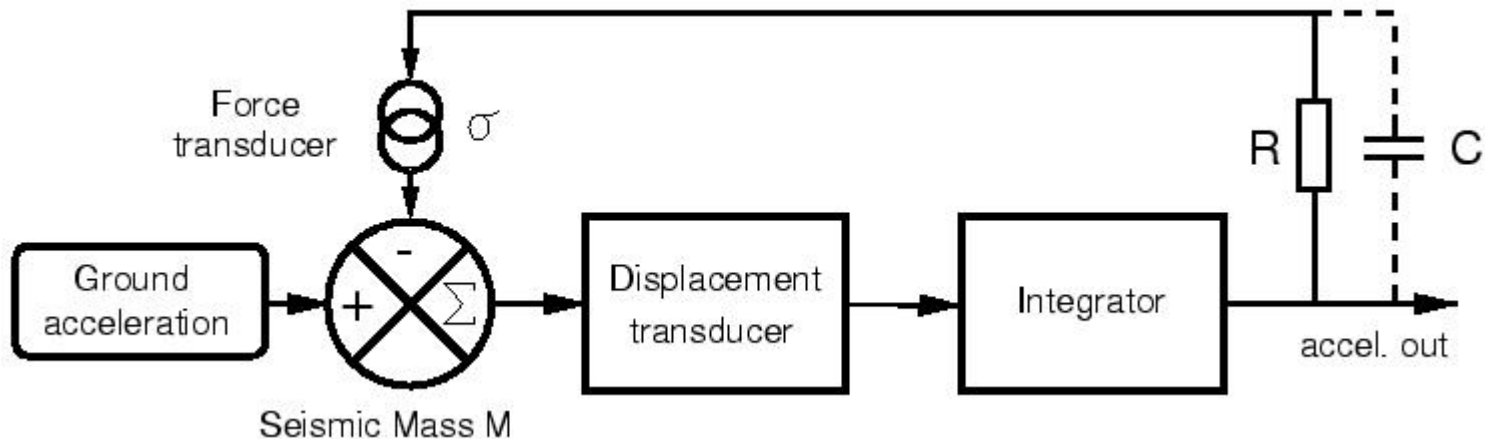 Force
transducer
σ
R
C
Ground
acceleration
-
+
Σ
Displacement
transducer
Integrator
accel. out
Seismic Mass M